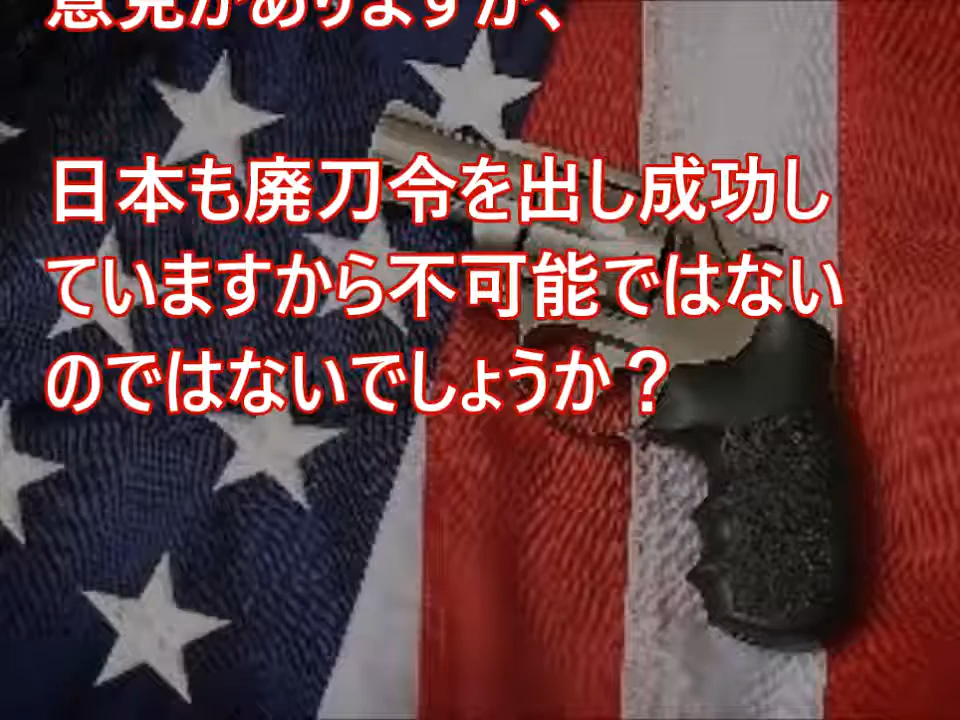 意見がありますが、
日本も廃刀令を出し成功し
ていますから不可能ではない
のではないでしょうか？